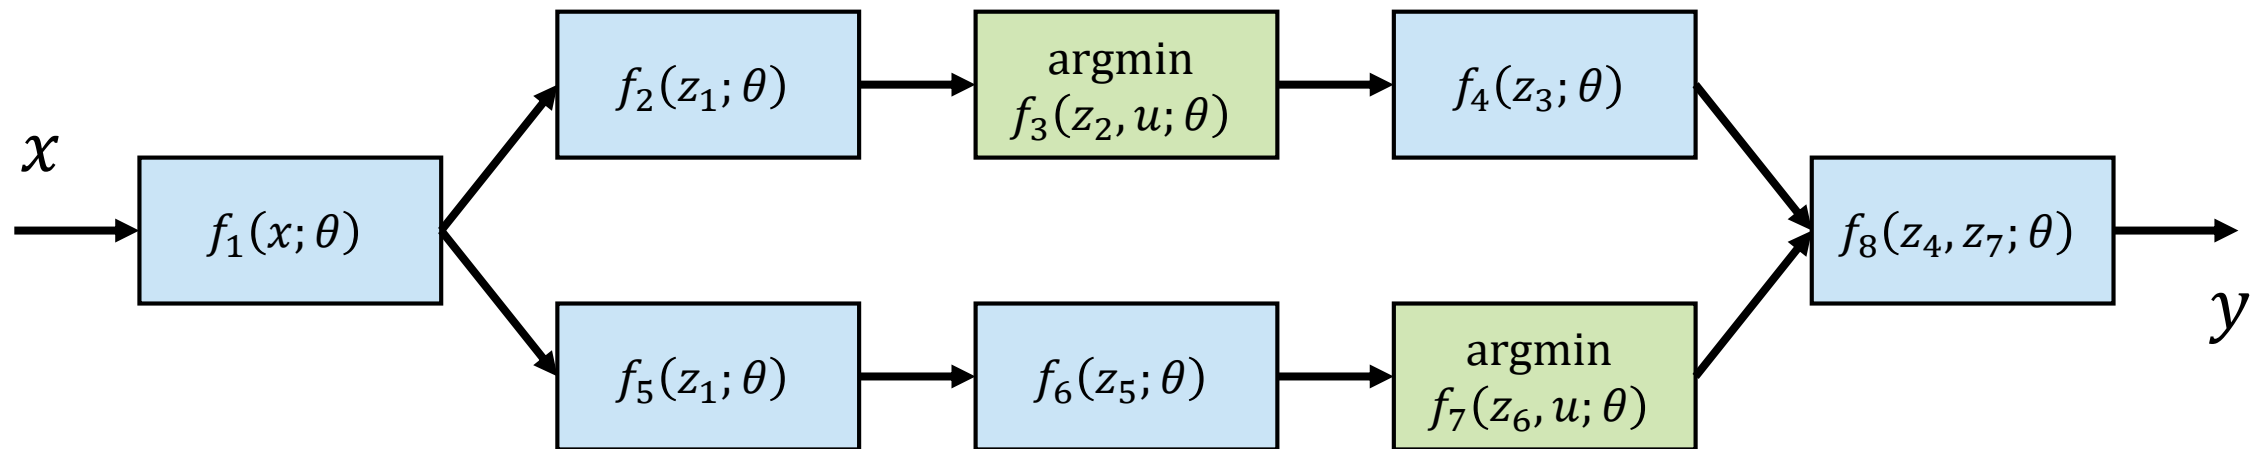 x
f₁(x; θ)
f₂(z₁; θ)
argmin
f₃(z₂, u; θ)
f₄(z₃; θ)
f₅(z₁; θ)
f₆(z₅; θ)
argmin
f₇(z₆, u; θ)
f₈(z₄, z₇; θ)
y